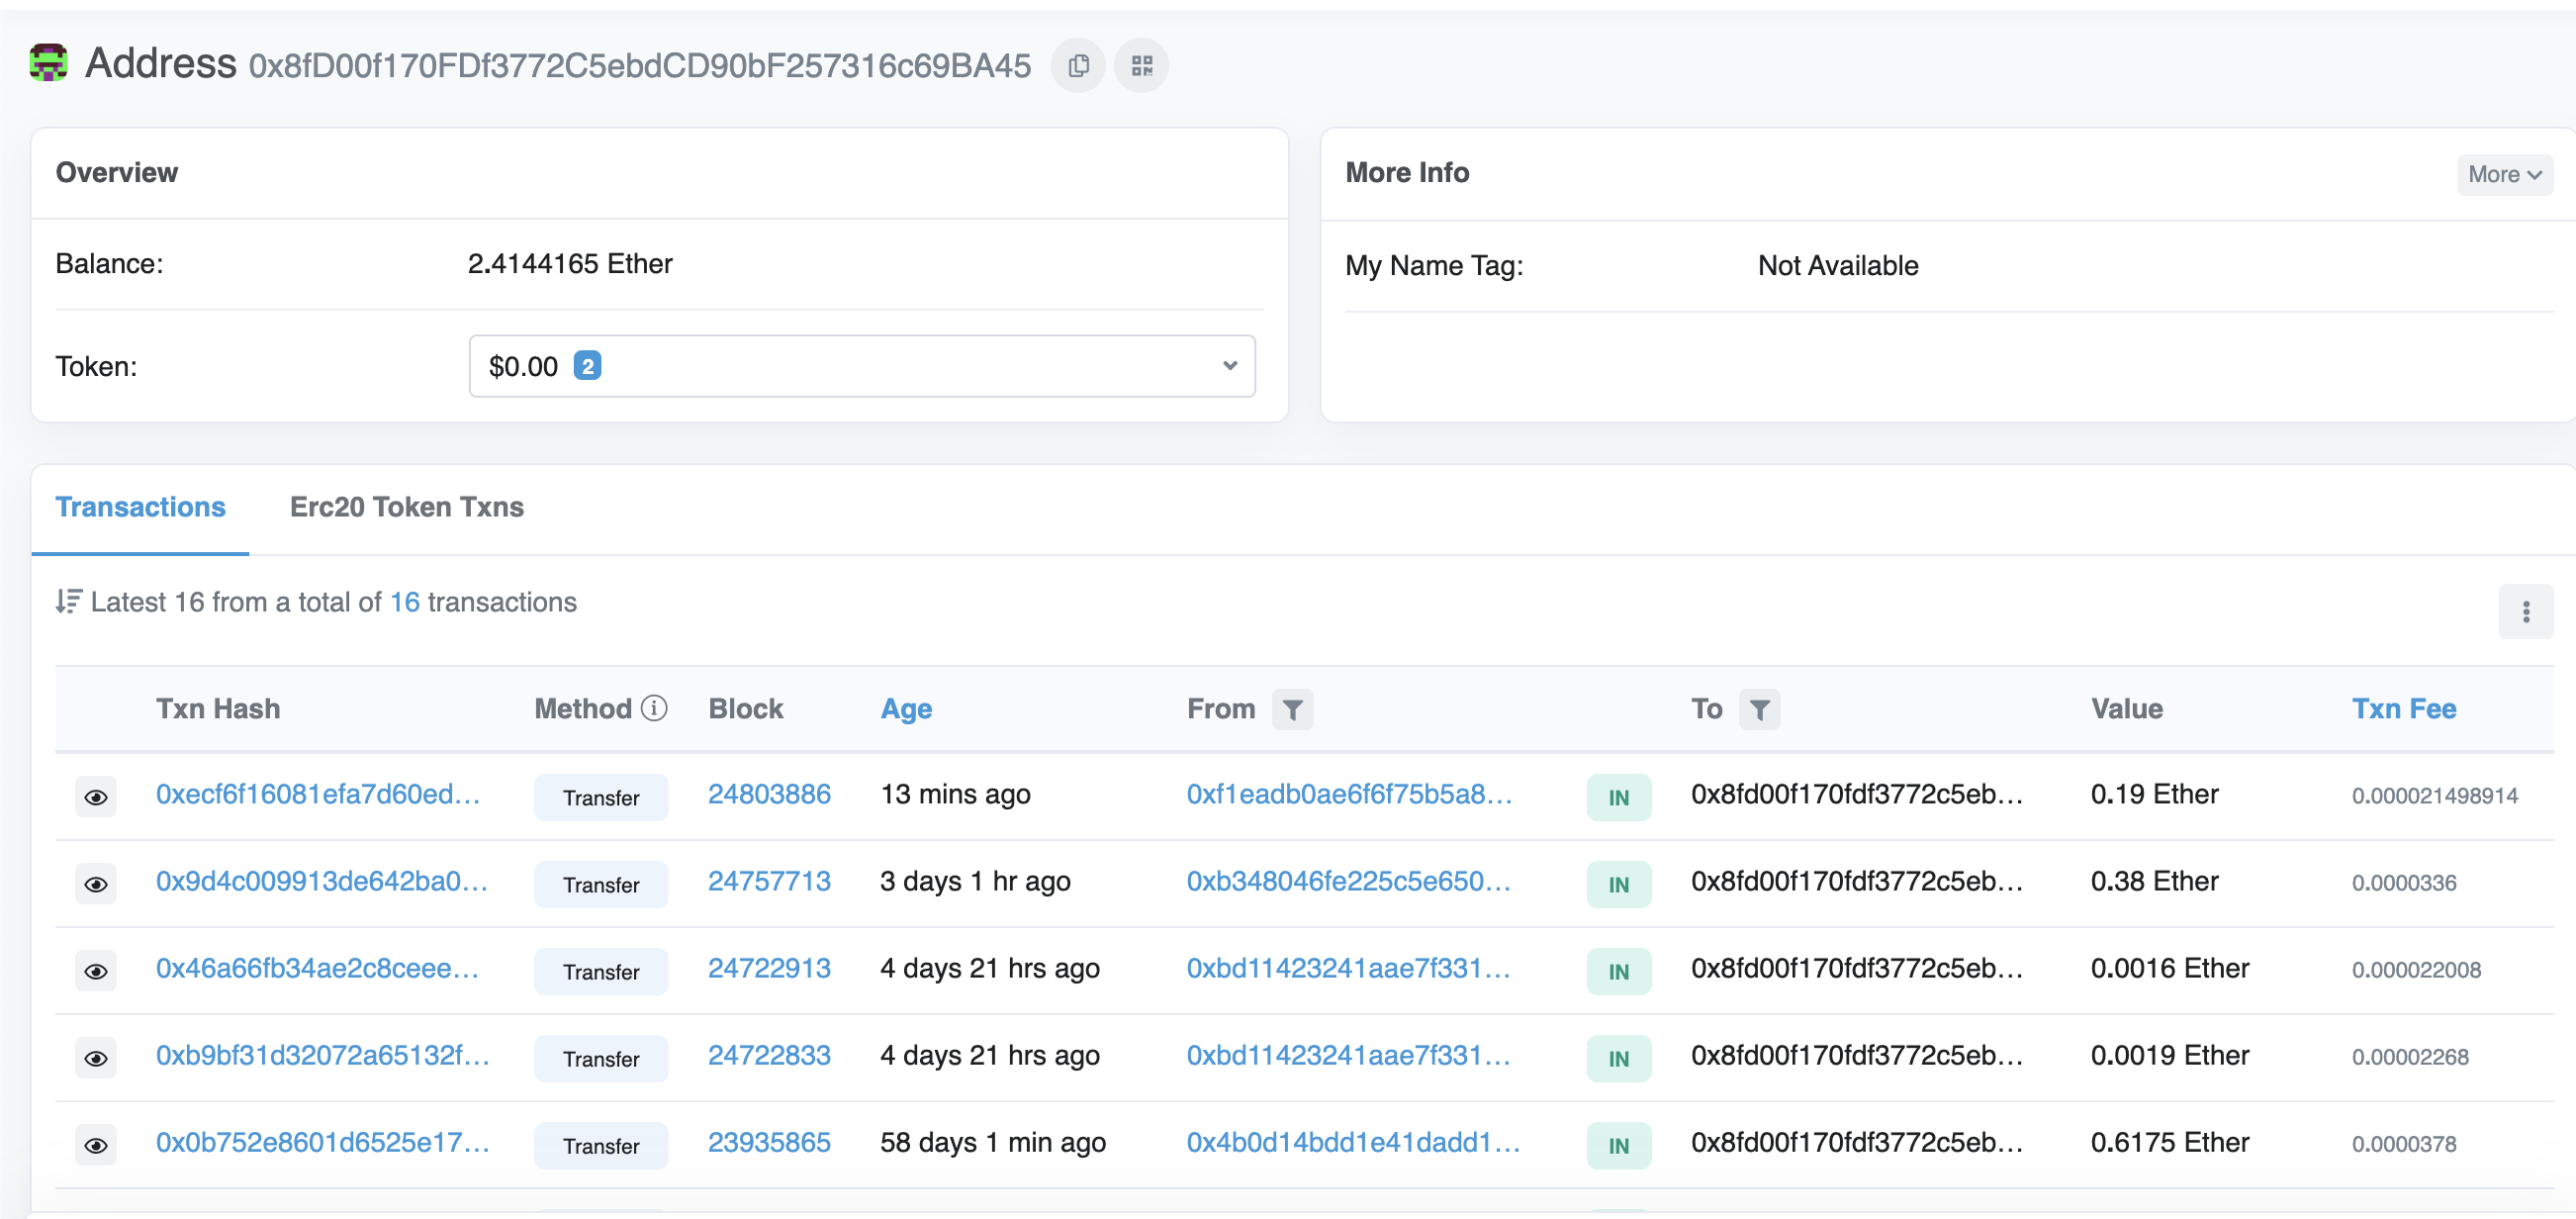 Address 0x8fD00f170FDf3772C5ebdCD90bF257316c69BA45
Overview
Balance: 2.4144165 Ether
Token: $0.00 2
More Info More
My Name Tag: Not Available
Transactions Erc20 Token Txns
Latest 16 from a total of 16 transactions
Txn Hash Method Block Age From To Value Txn Fee
0xecf6f16081efa7d60ed... Transfer 24803886 13 mins ago 0xf1eadb0ae6f6f75b5a8... IN 0x8fd00f170fdf3772c5eb... 0.19 Ether 0.000021498914
0x9d4c009913de642ba0... Transfer 24757713 3 days 1 hr ago 0xb348046fe225c5e650... IN 0x8fd00f170fdf3772c5eb... 0.38 Ether 0.0000336
0x46a66fb34ae2c8ceee... Transfer 24722913 4 days 21 hrs ago 0xbd11423241aae7f331... IN 0x8fd00f170fdf3772c5eb... 0.0016 Ether 0.000022008
0xb9bf31d32072a65132f... Transfer 24722833 4 days 21 hrs ago 0xbd11423241aae7f331... IN 0x8fd00f170fdf3772c5eb... 0.0019 Ether 0.00002268
0x0b752e8601d6525e17... Transfer 23935865 58 days 1 min ago 0x4b0d14bdd1e41dadd1... IN 0x8fd00f170fdf3772c5eb... 0.6175 Ether 0.0000378